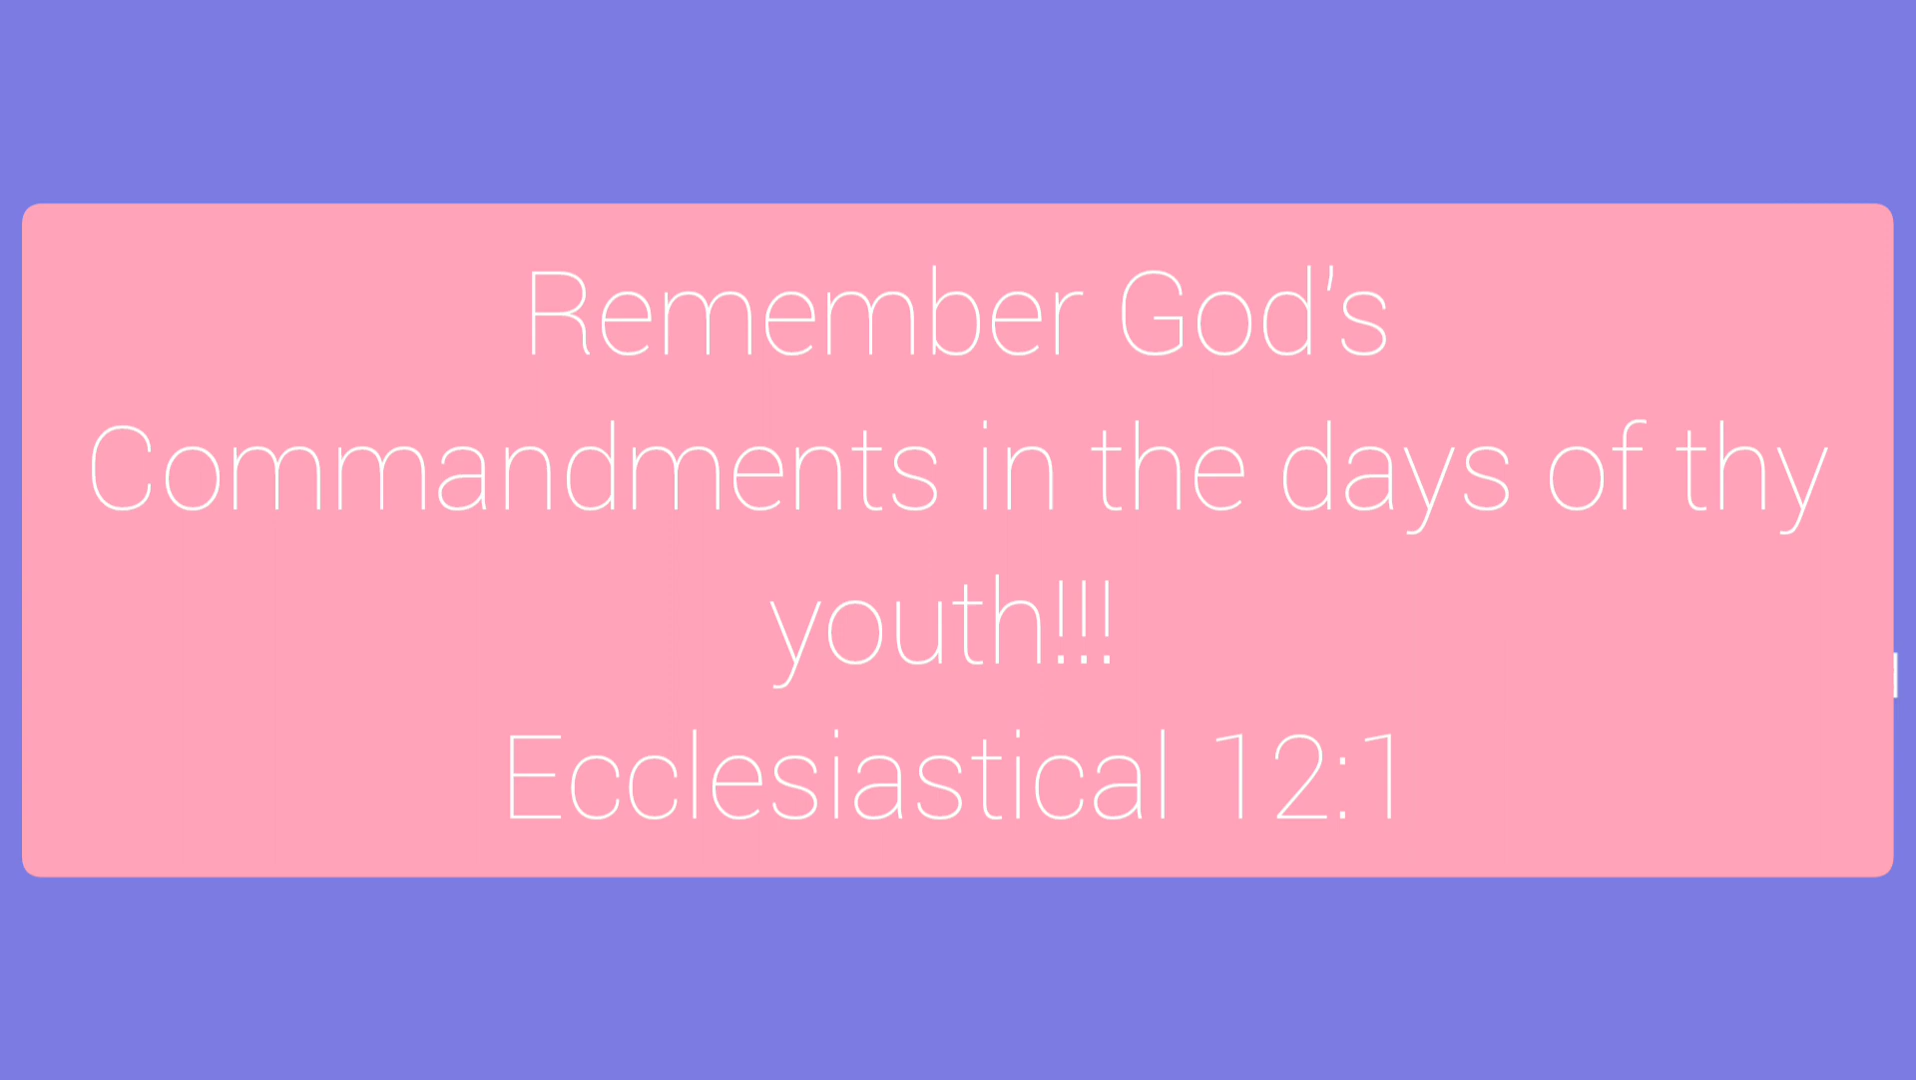 Remember God's
Commandments in the days of thy
youth!!!
Ecclesiastical 12:1